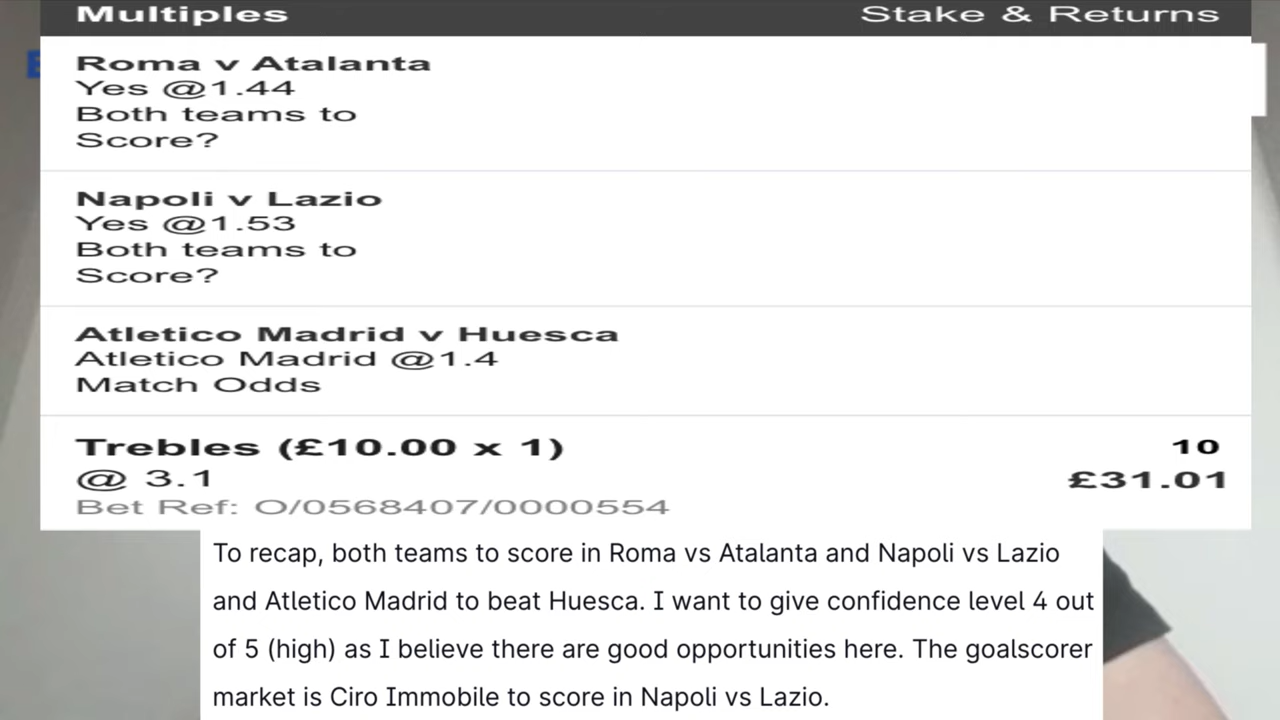 Multiples
Stake & Returns
Roma v Atalanta
Yes @1.44
Both teams to
Score?
Napoli v Lazio
Yes @1.53
Both teams to
Score?
Atletico Madrid v Huesca
Atletico Madrid @1.4
Match Odds
Trebles (£10.00 x 1)
10
@ 3.1
£31.01
Bet Ref: O/0568407/0000554
To recap, both teams to score in Roma vs Atalanta and Napoli vs Lazio
and Atletico Madrid to beat Huesca. I want to give confidence level 4 out
of 5 (high) as I believe there are good opportunities here. The goalscorer
market is Ciro Immobile to score in Napoli vs Lazio.